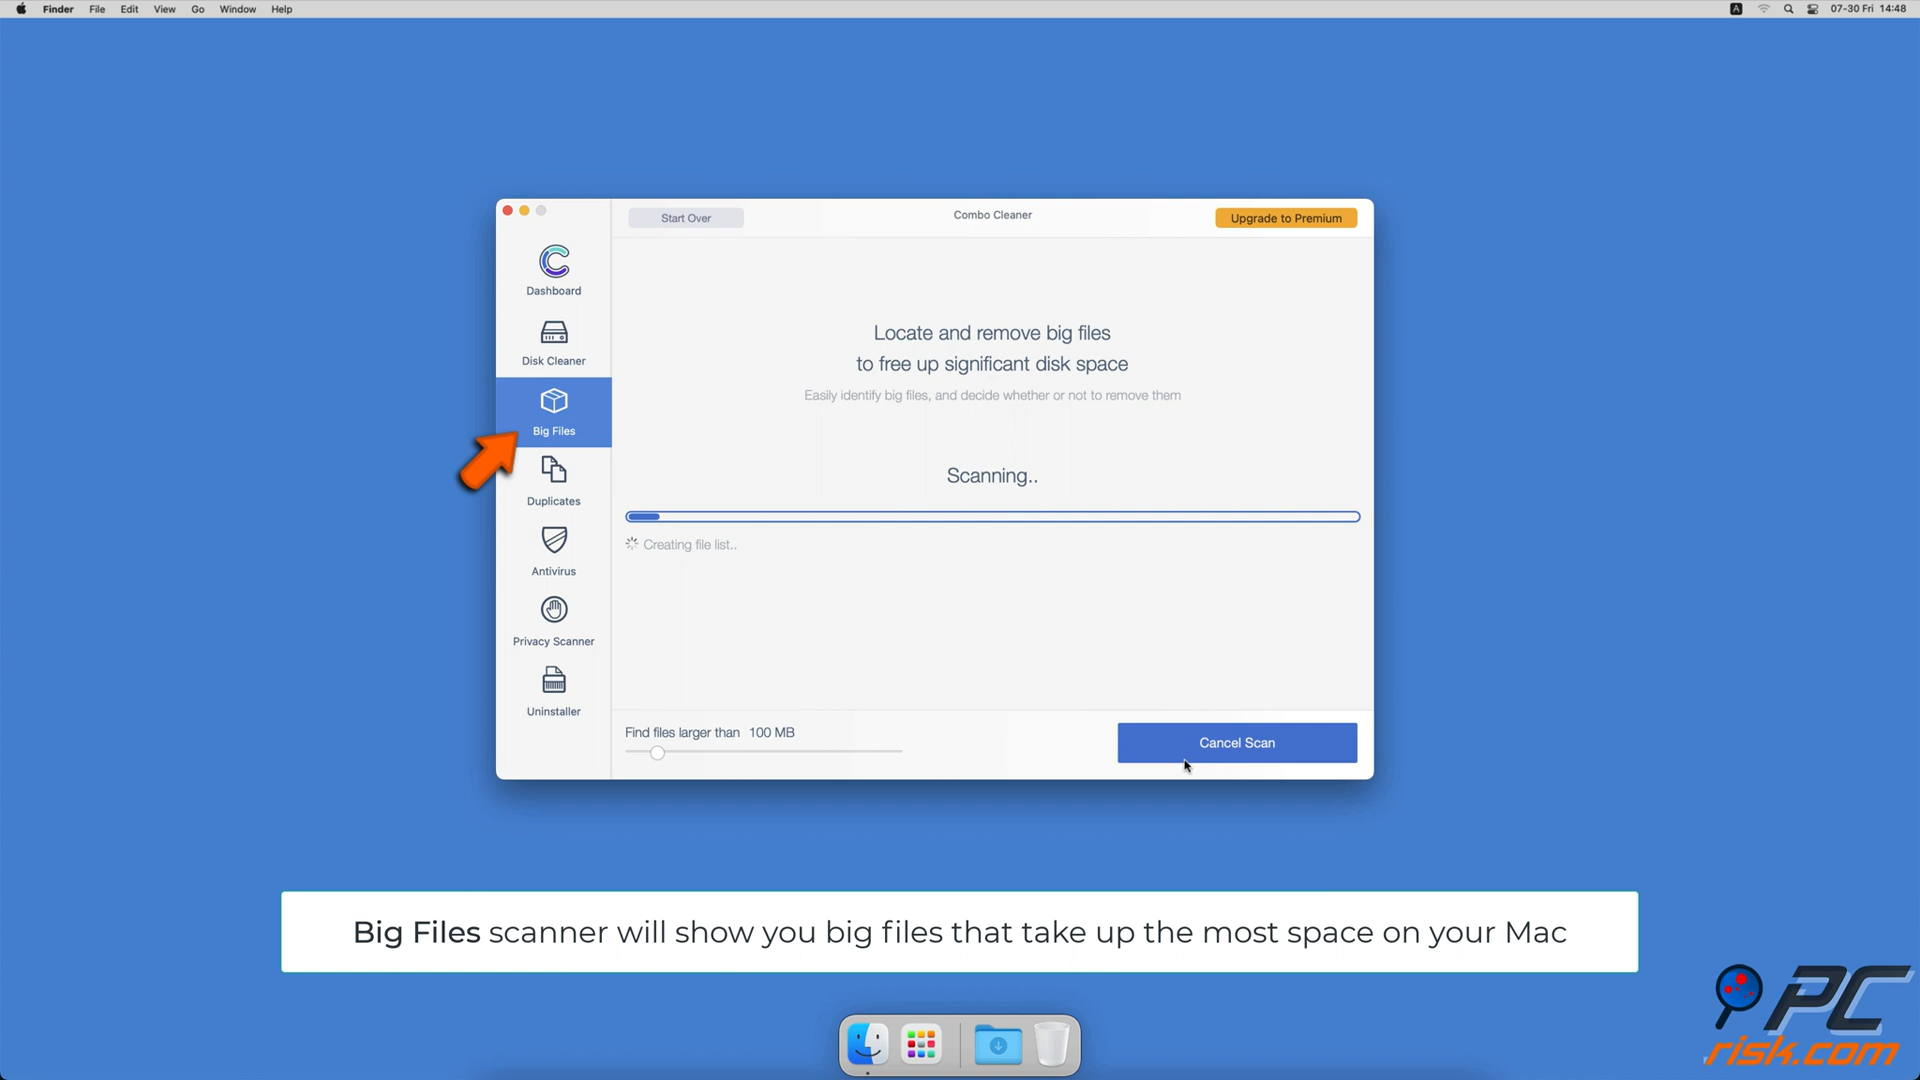 Finder File Edit View Go Window Help
A 07-30 Fri 14:48
Start Over
Combo Cleaner
Upgrade to Premium
Dashboard
Disk Cleaner
Big Files
Duplicates
Antivirus
Privacy Scanner
Uninstaller
Locate and remove big files
to free up significant disk space
Easily identify big files, and decide whether or not to remove them
Scanning..
Creating file list..
Find files larger than 100 MB
Cancel Scan
Big Files scanner will show you big files that take up the most space on your Mac
PC
risk.com